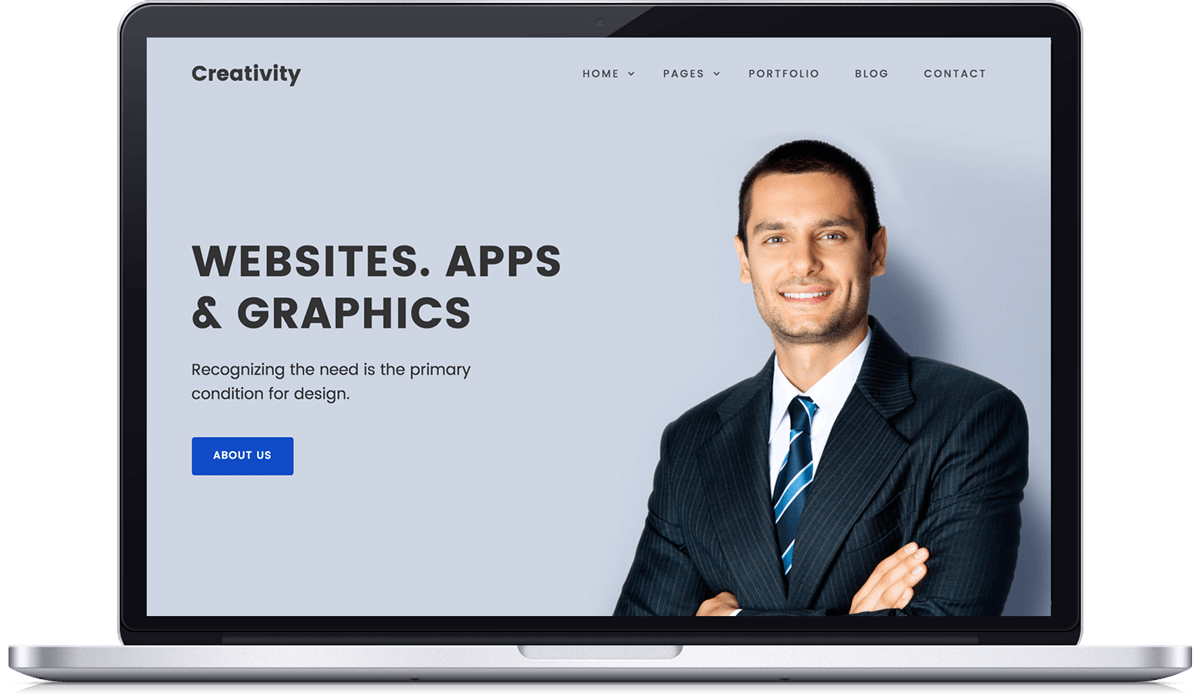 Creativity
HOME
PAGES
PORTFOLIO
BLOG
CONTACT
WEBSITES. APPS
& GRAPHICS
Recognizing the need is the primary
condition for design.
ABOUT US